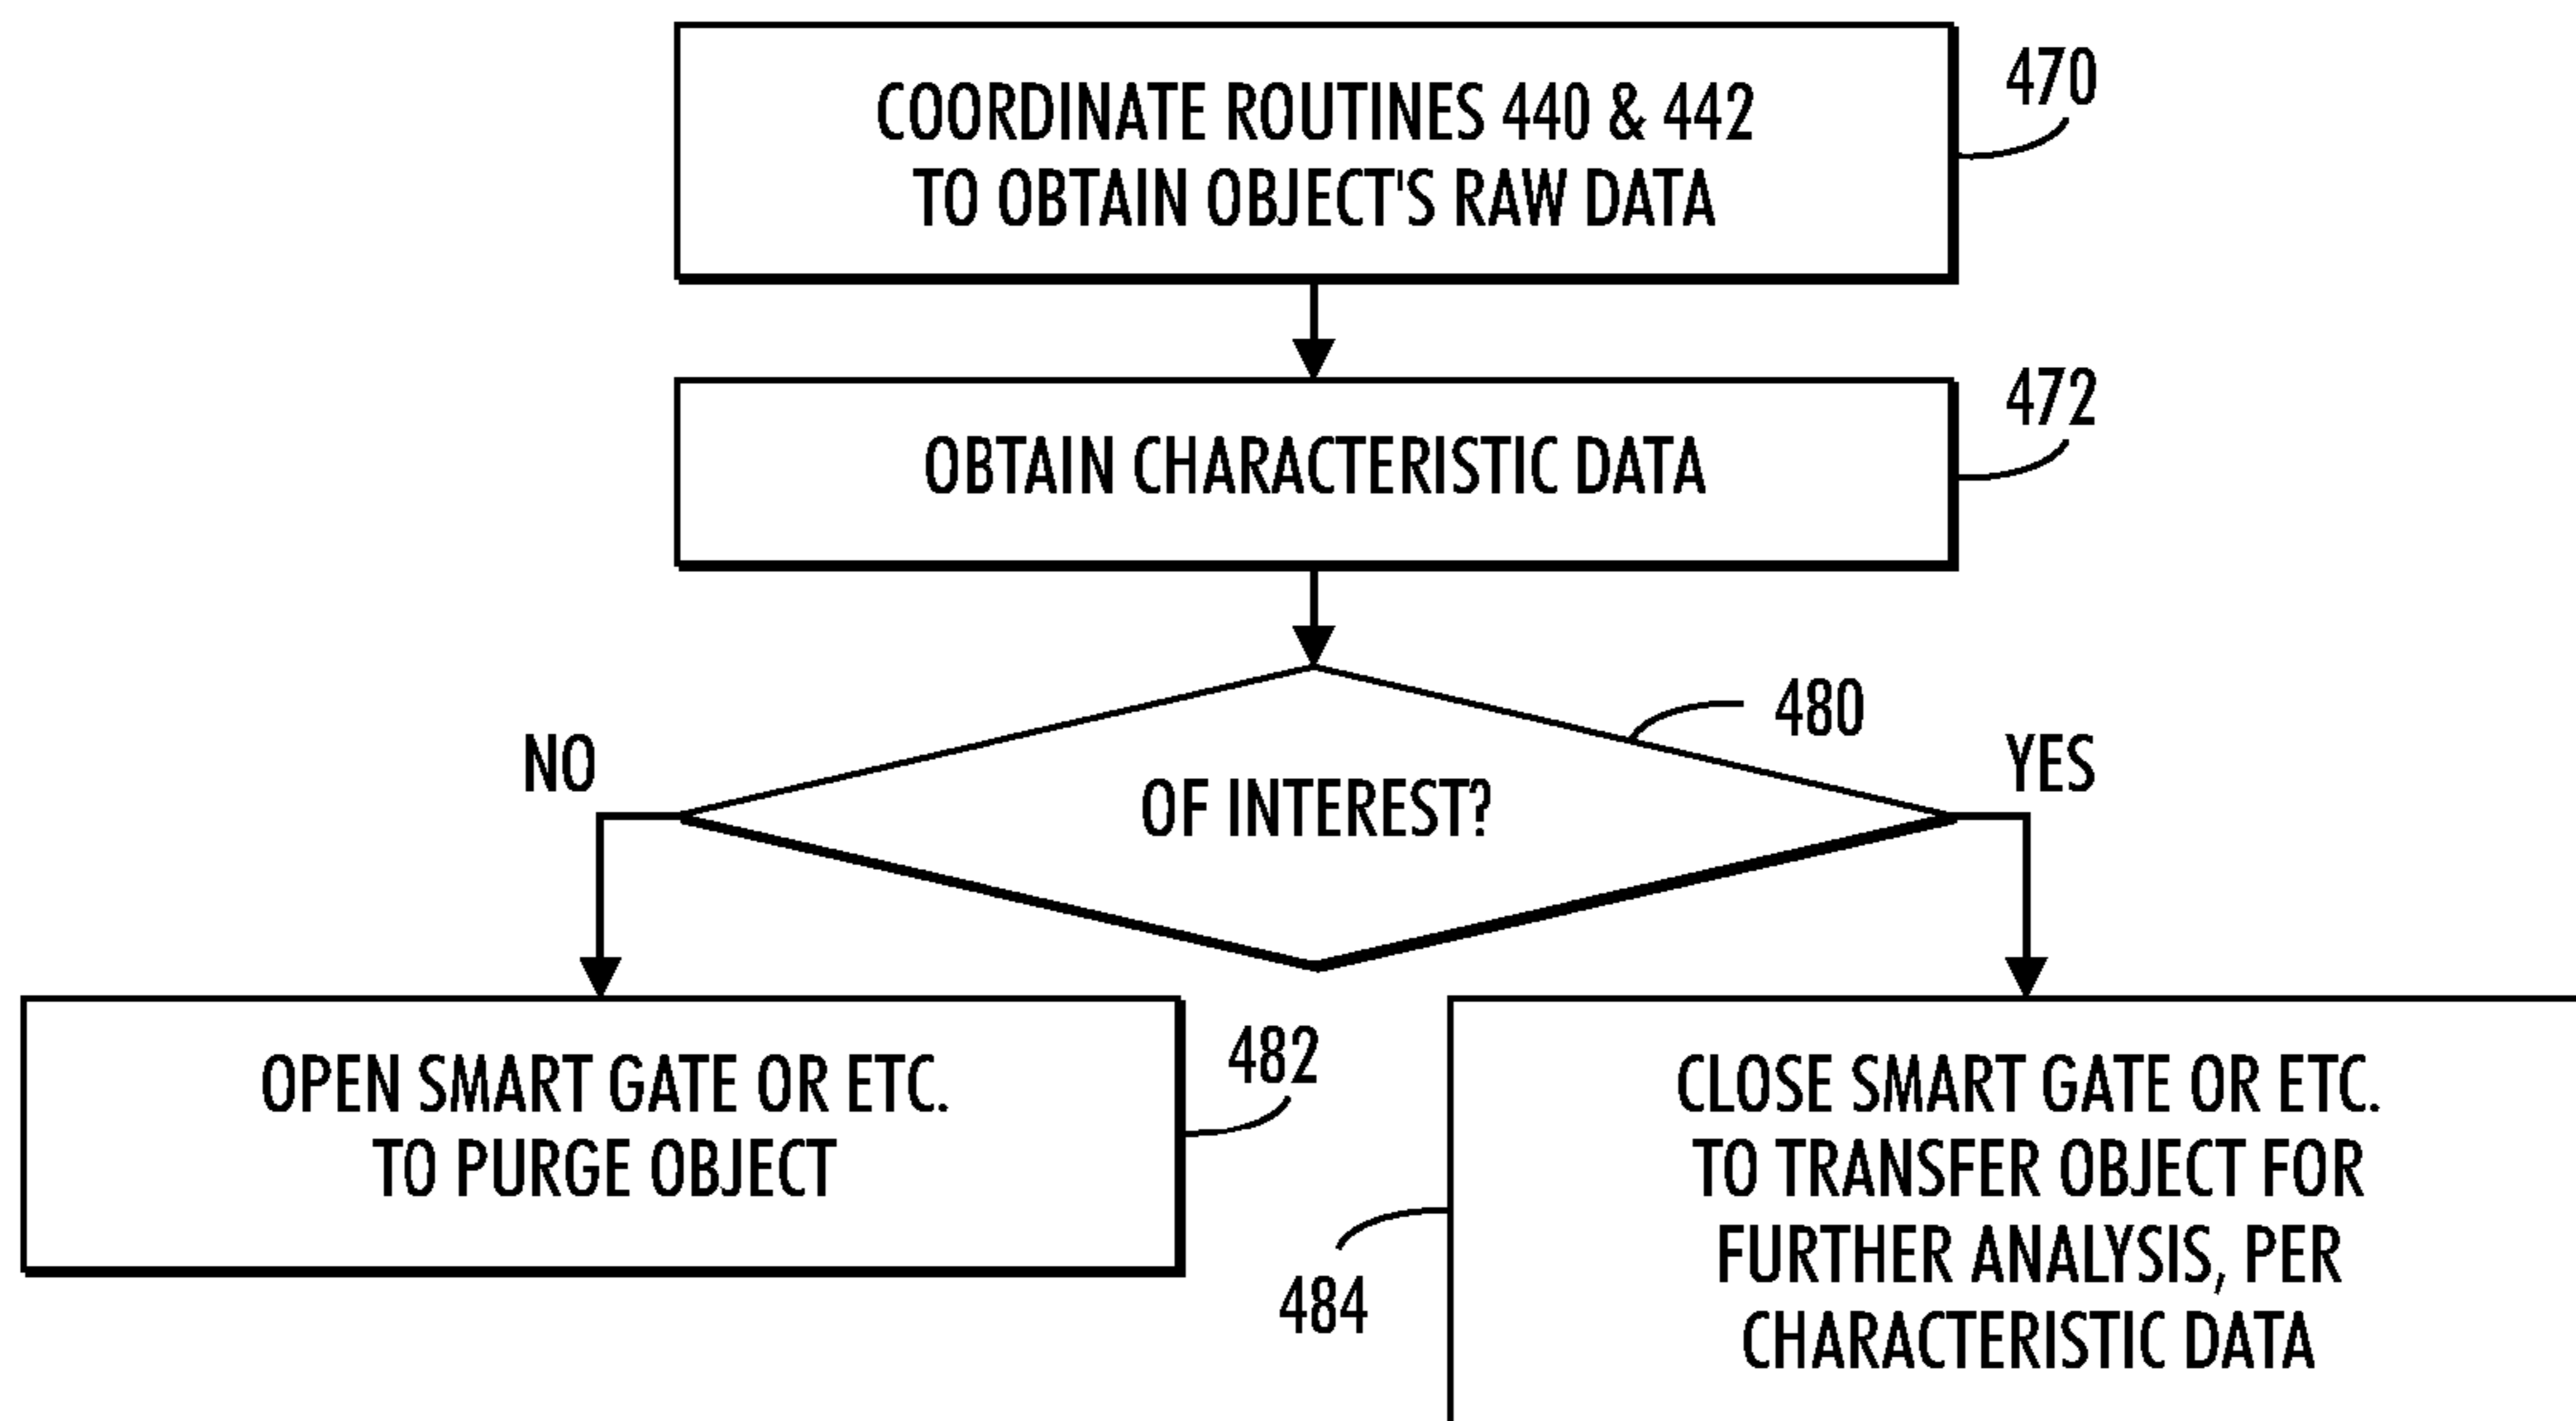 COORDINATE ROUTINES 440 & 442
TO OBTAIN OBJECT'S RAW DATA
470
OBTAIN CHARACTERISTIC DATA
472
OF INTEREST?
480
NO
YES
OPEN SMART GATE OR ETC.
TO PURGE OBJECT
482
CLOSE SMART GATE OR ETC.
TO TRANSFER OBJECT FOR
FURTHER ANALYSIS, PER
CHARACTERISTIC DATA
484